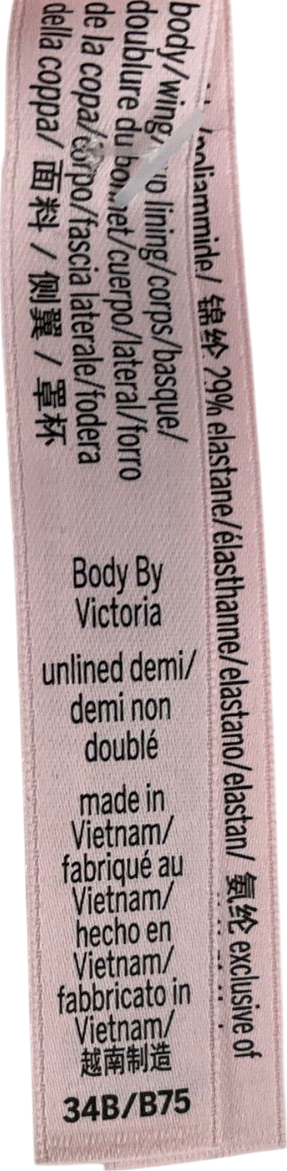 body/wing/cup lining/corps/basque/
doublure du bonnet/cuerpo/lateral/forro
de la copa/corpo/fascia laterale/fodera
della coppa/ 面料 / 侧翼 / 罩杯
Body By
Victoria
unlined demi/
demi non
doublé
made in
Vietnam/
fabriqué au
Vietnam/
hecho en
Vietnam/
fabbricato in
Vietnam/
越南制造
34B/B75
/poliammide/ 锦纶 29% elastane/élasthanne/elastano/elastan/ 氨纶 exclusive of